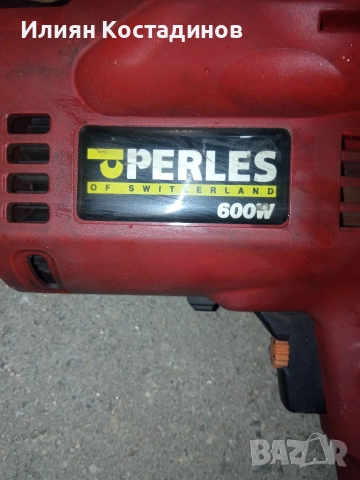 Илиян Костадинов
PERLES
OF SWITZERLAND
600W
BAZAR